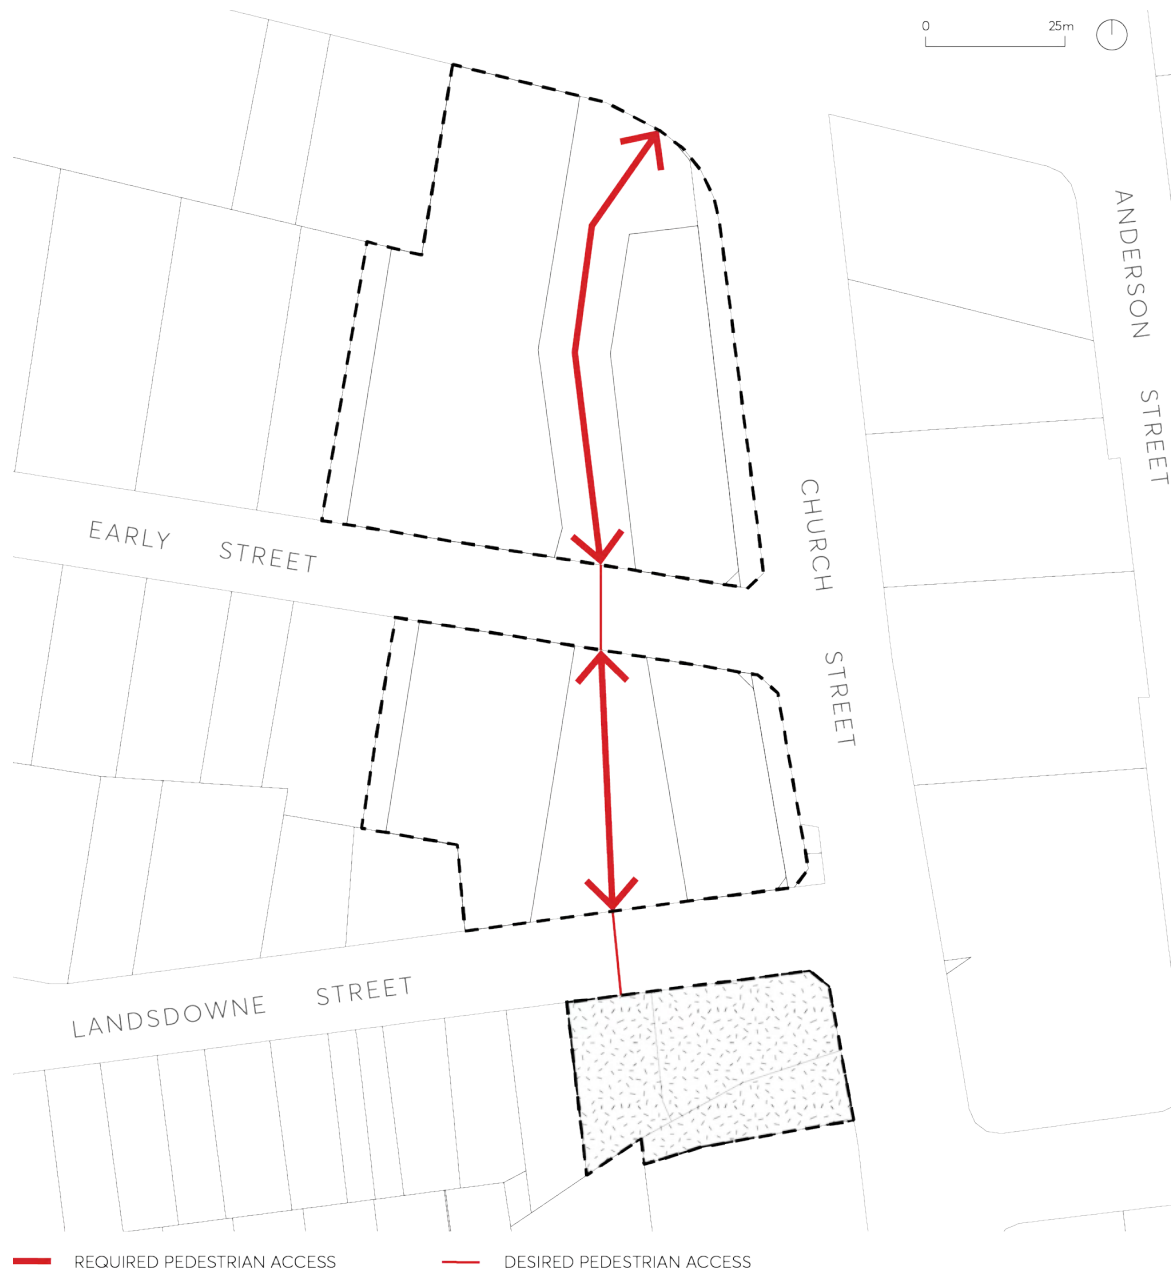 0 25m
ANDERSON STREET
CHURCH STREET
EARLY STREET
LANDSDOWNE STREET
REQUIRED PEDESTRIAN ACCESS
DESIRED PEDESTRIAN ACCESS